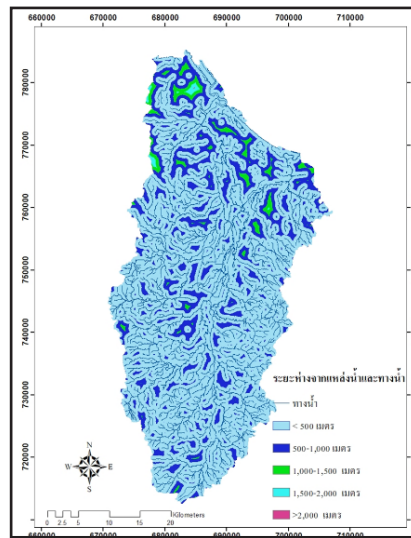 660000 670000 680000 690000 700000 710000
780000
770000
760000
750000
740000
730000
720000
ระยะห่างจากแหล่งน้ำและทางน้ำ
ทางน้ำ
< 500 เมตร
500-1,000 เมตร
1,000-1,500 เมตร
1,500-2,000 เมตร
>2,000 เมตร
N
W E
S
0 2.5 5 10 15 20
Kilometers
660000 670000 680000 690000 700000 710000